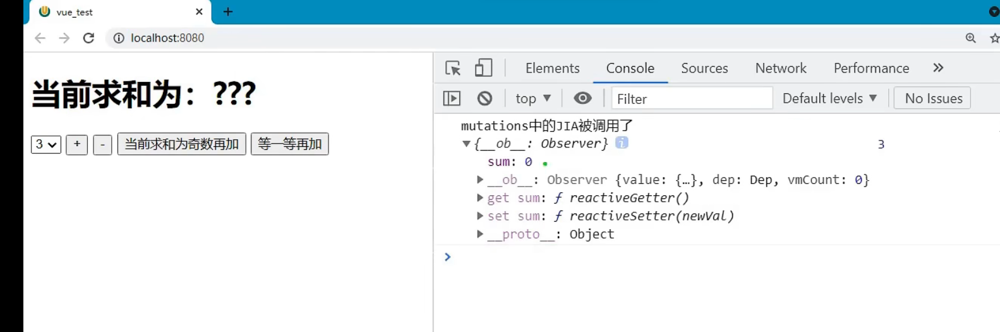 vue_test
localhost:8080
当前求和为：???
3 + - 当前求和为奇数再加 等一等再加
Elements Console Sources Network Performance
top Filter Default levels No Issues
mutations中的JIA被调用了
{__ob__: Observer} 3
sum: 0
__ob__: Observer {value: {…}, dep: Dep, vmCount: 0}
get sum: ƒ reactiveGetter()
set sum: ƒ reactiveSetter(newVal)
__proto__: Object